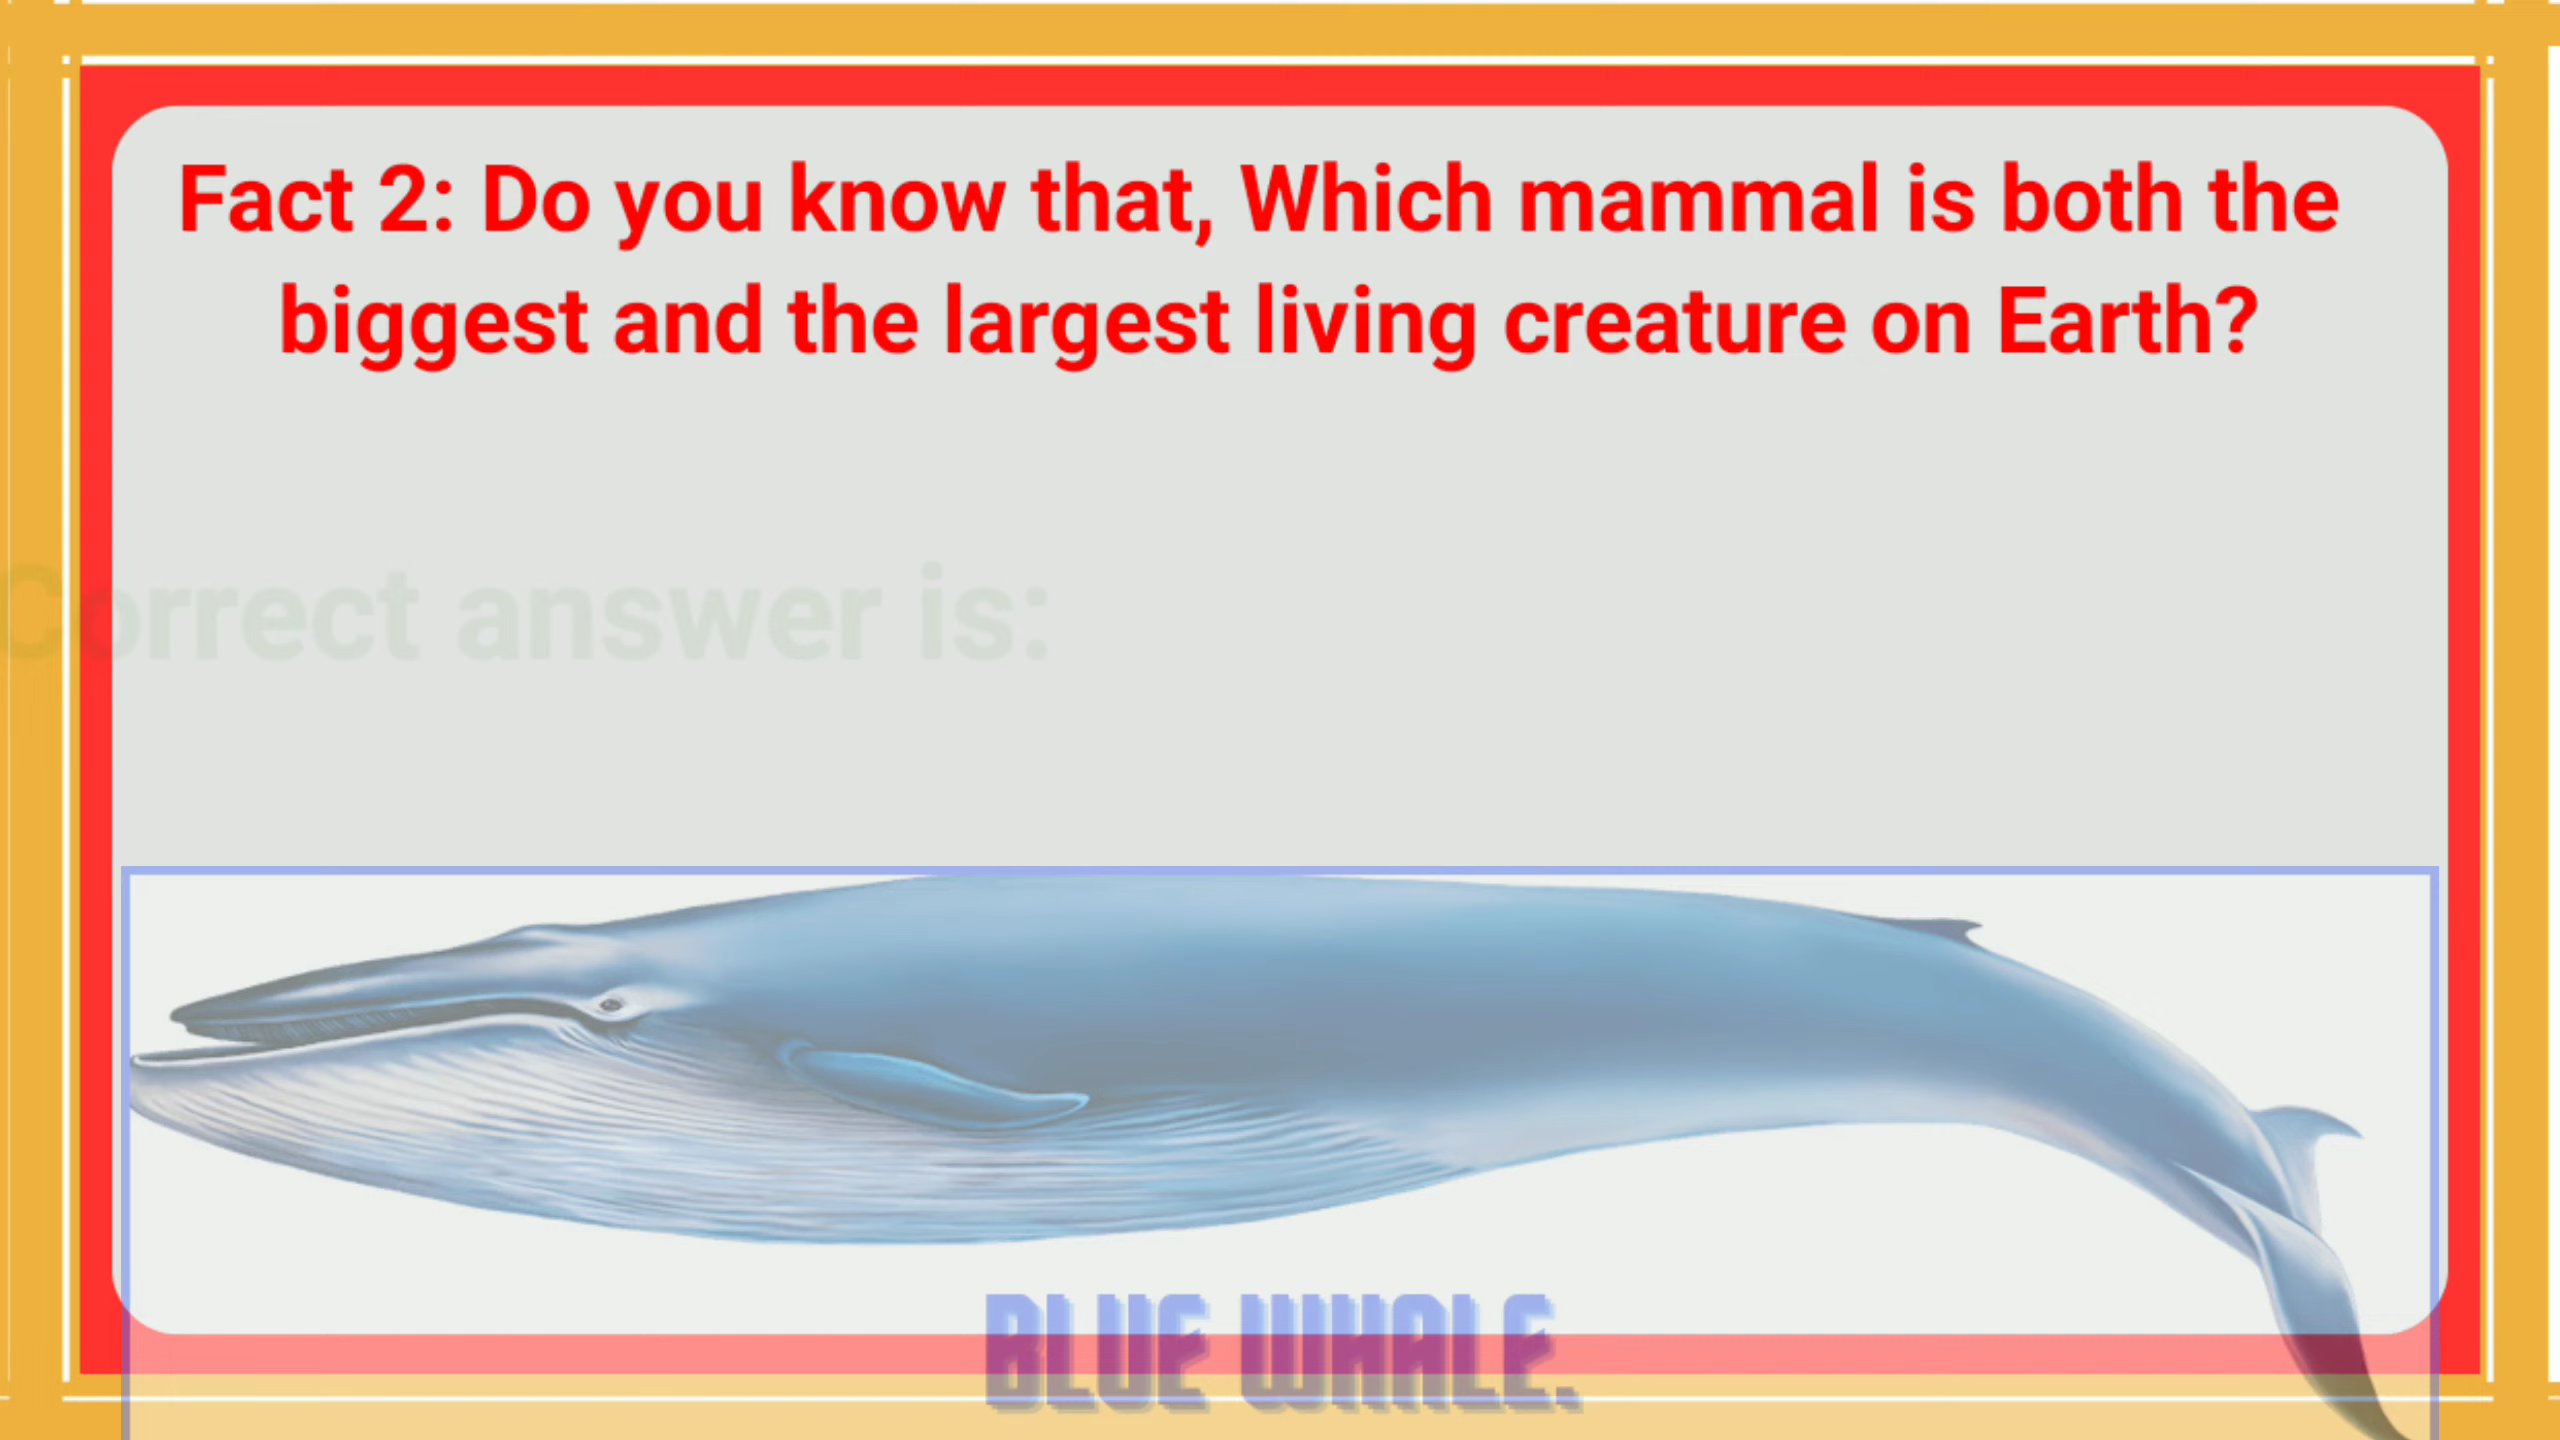 Fact 2: Do you know that, Which mammal is both the
biggest and the largest living creature on Earth?
Correct answer is:
BLUE WHALE.